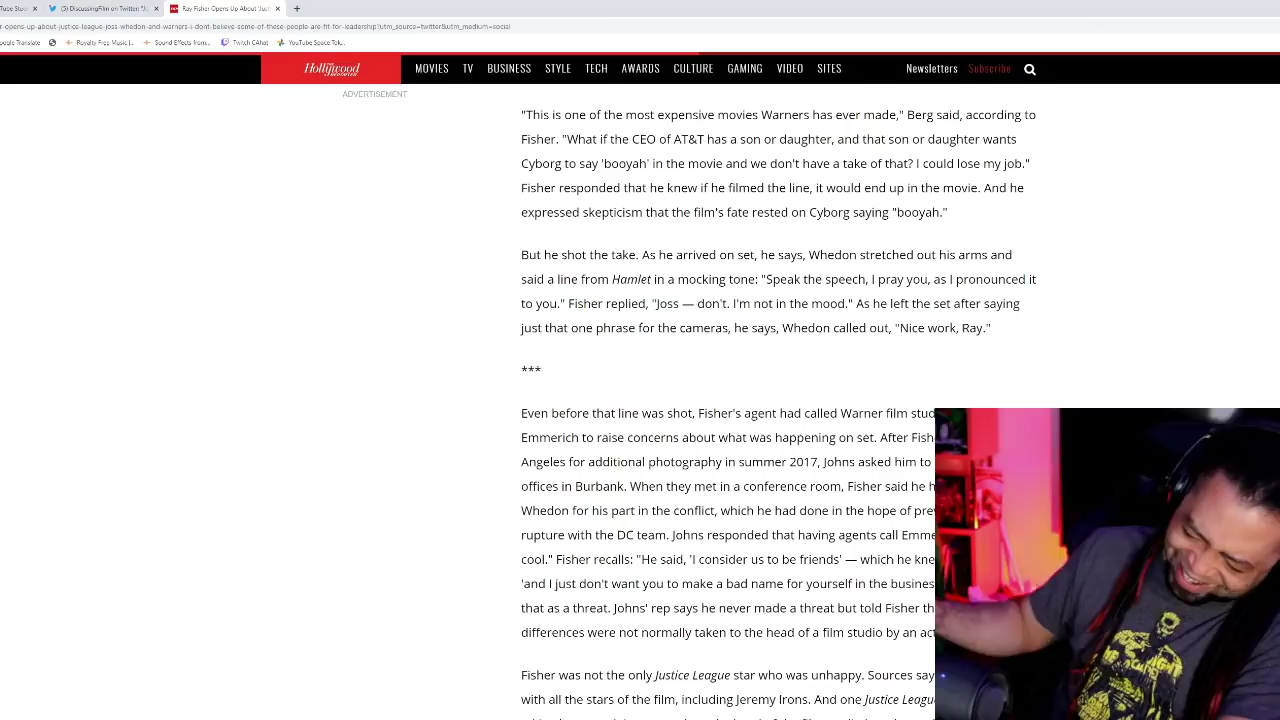 (5) DiscussingFilm on Twitter: "J
Ray Fisher Opens Up About 'Just
r-opens-up-about-justice-league-joss-whedon-and-warners-i-dont-believe-some-of-these-people-are-fit-for-leadership?utm_source=twitter&utm_medium=social
ogle Translate Royalty Free Music |... Sound Effects from... Twitch CAhat YouTube Space Tok...
Hollywood Reporter MOVIES TV BUSINESS STYLE TECH AWARDS CULTURE GAMING VIDEO SITES Newsletters Subscribe
ADVERTISEMENT
"This is one of the most expensive movies Warners has ever made," Berg said, according to
Fisher. "What if the CEO of AT&T has a son or daughter, and that son or daughter wants
Cyborg to say 'booyah' in the movie and we don't have a take of that? I could lose my job."
Fisher responded that he knew if he filmed the line, it would end up in the movie. And he
expressed skepticism that the film's fate rested on Cyborg saying "booyah."
But he shot the take. As he arrived on set, he says, Whedon stretched out his arms and
said a line from Hamlet in a mocking tone: "Speak the speech, I pray you, as I pronounced it
to you." Fisher replied, "Joss — don't. I'm not in the mood." As he left the set after saying
just that one phrase for the cameras, he says, Whedon called out, "Nice work, Ray."
***
Even before that line was shot, Fisher's agent had called Warner film stud
Emmerich to raise concerns about what was happening on set. After Fish
Angeles for additional photography in summer 2017, Johns asked him to
offices in Burbank. When they met in a conference room, Fisher said he h
Whedon for his part in the conflict, which he had done in the hope of prev
rupture with the DC team. Johns responded that having agents call Emme
cool." Fisher recalls: "He said, 'I consider us to be friends' — which he kne
'and I just don't want you to make a bad name for yourself in the busines
that as a threat. Johns' rep says he never made a threat but told Fisher th
differences were not normally taken to the head of a film studio by an act
Fisher was not the only Justice League star who was unhappy. Sources say
with all the stars of the film, including Jeremy Irons. And one Justice Leagu